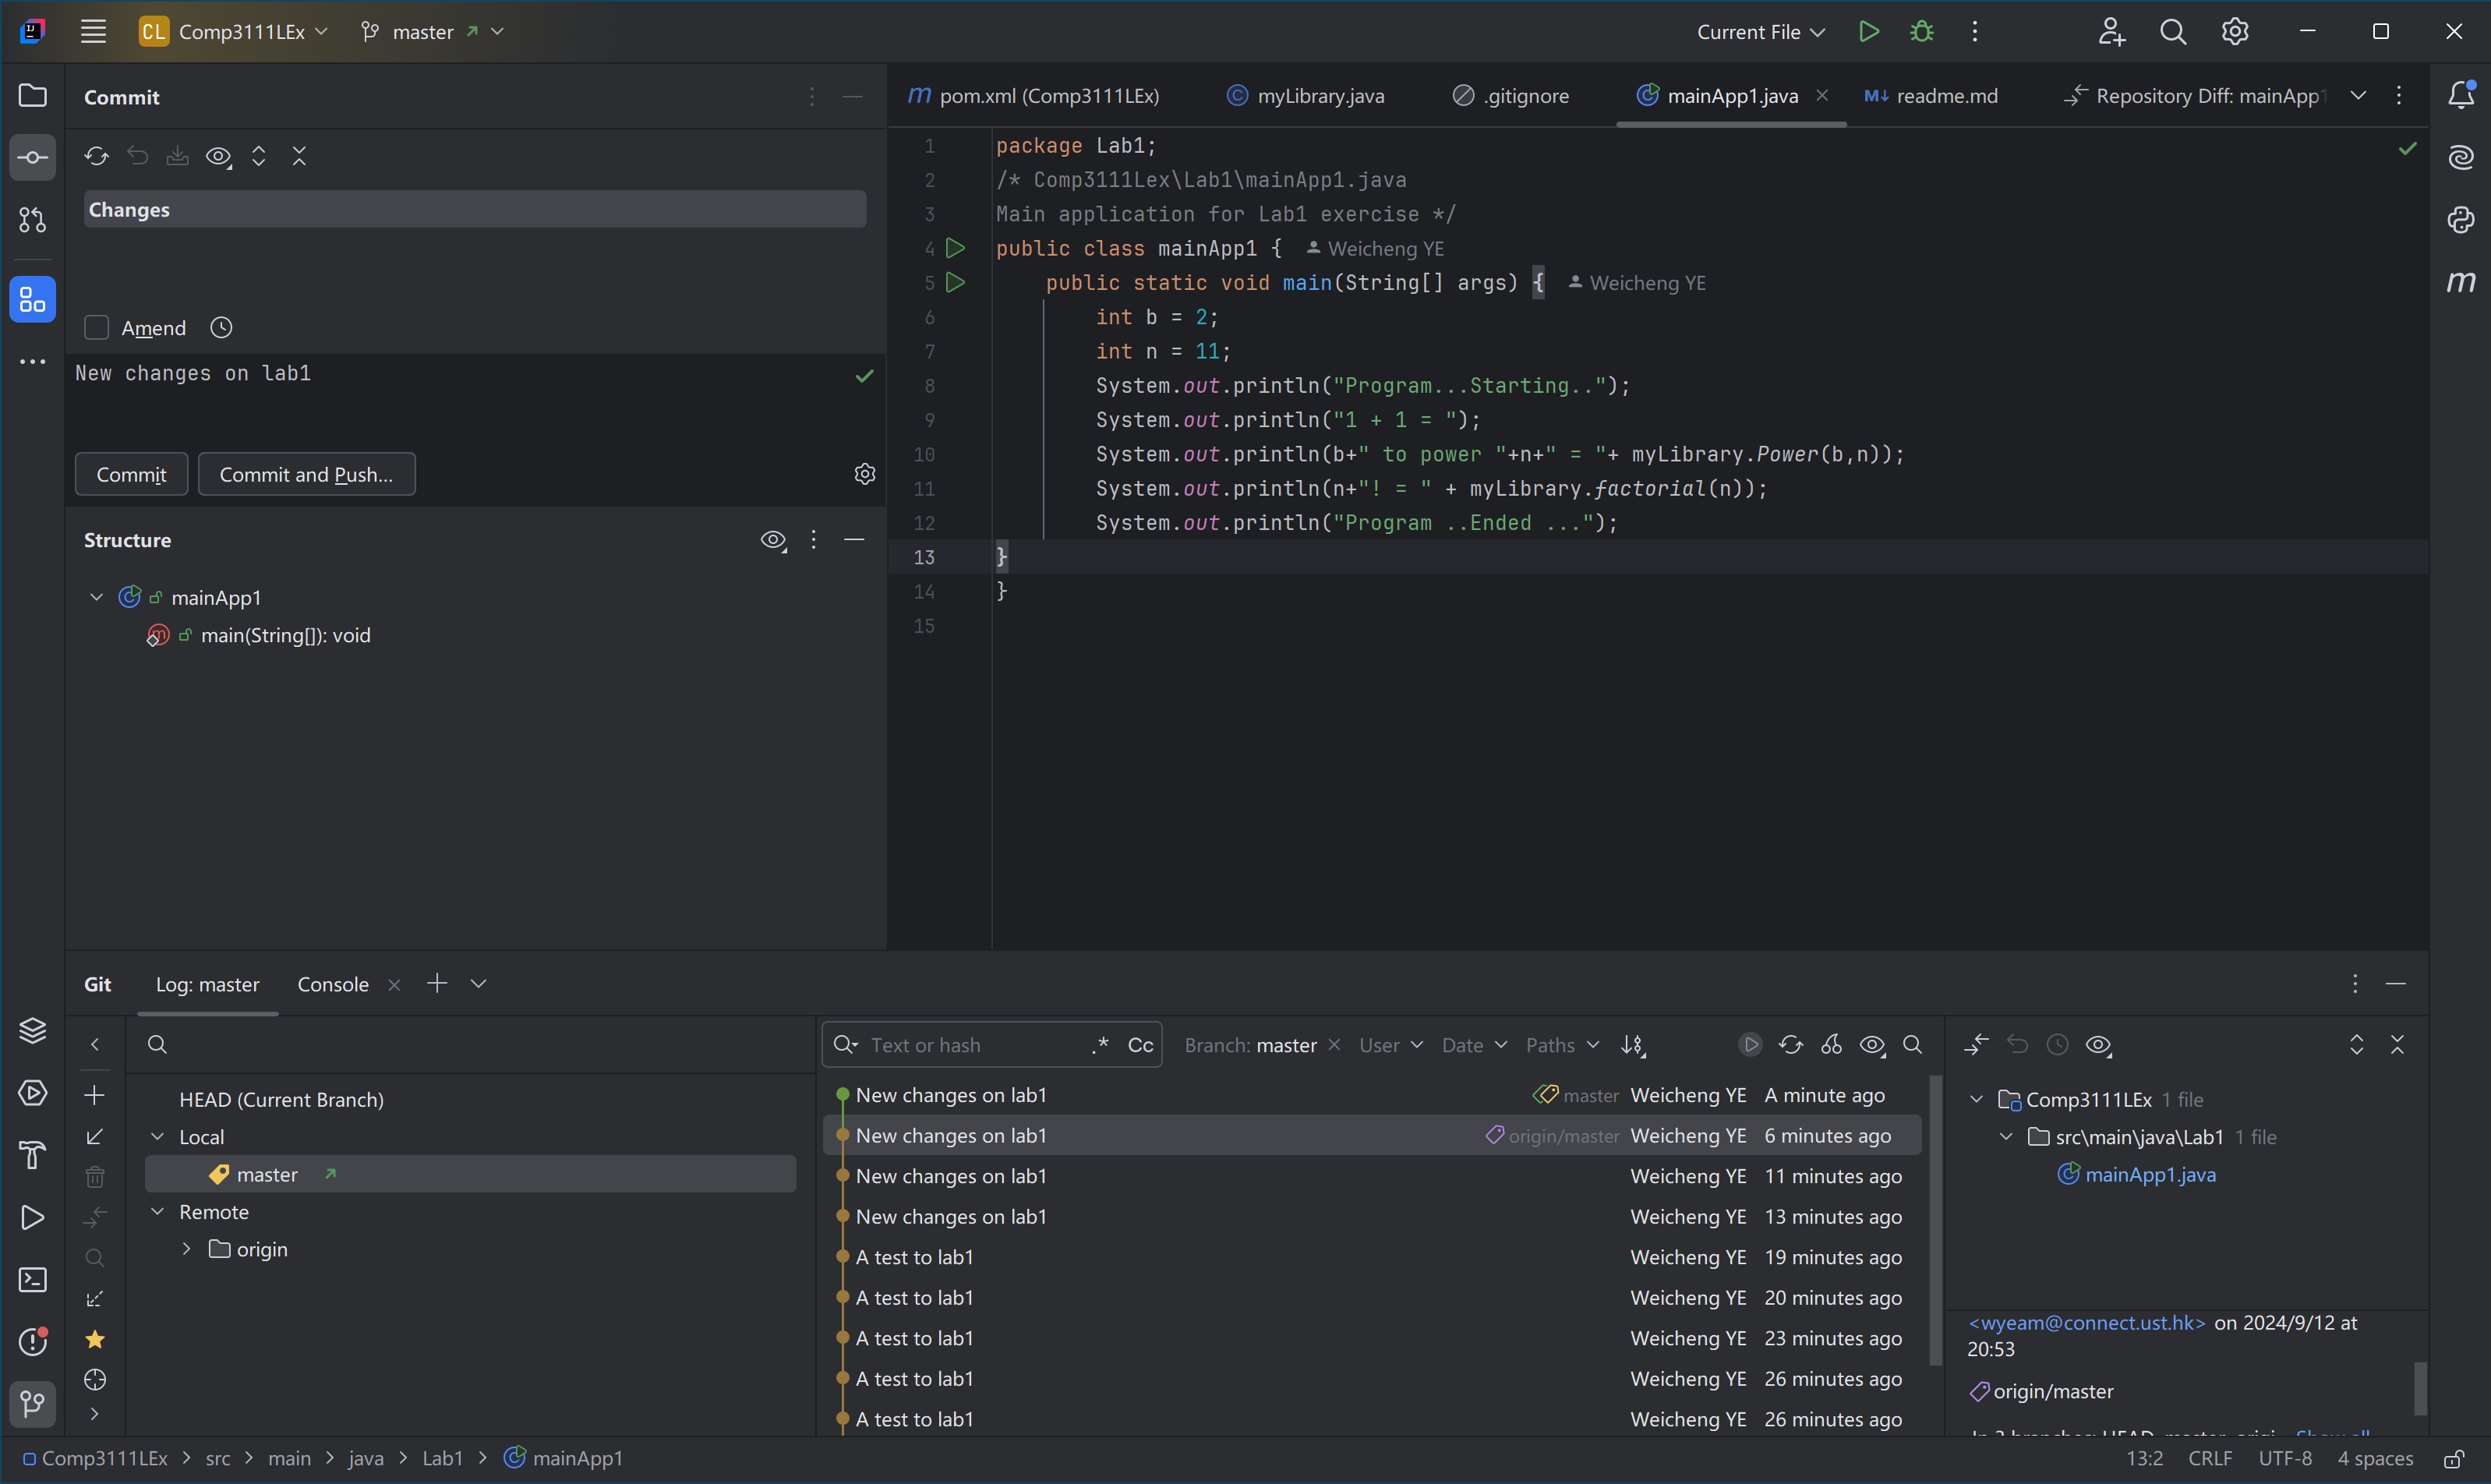 CL Comp3111LEx master
Current File
Commit
Changes
Amend
New changes on lab1
Commit Commit and Push...
Structure
mainApp1
main(String[]): void
pom.xml (Comp3111LEx) myLibrary.java .gitignore mainApp1.java readme.md Repository Diff: mainApp1
1 package Lab1;
2 /* Comp3111Lex\Lab1\mainApp1.java
3 Main application for Lab1 exercise */
4 public class mainApp1 { Weicheng YE
5 public static void main(String[] args) { Weicheng YE
6 int b = 2;
7 int n = 11;
8 System.out.println("Program...Starting..");
9 System.out.println("1 + 1 = ");
10 System.out.println(b+" to power "+n+" = "+ myLibrary.Power(b,n));
11 System.out.println(n+"! = " + myLibrary.factorial(n));
12 System.out.println("Program ..Ended ...");
13 }
14 }
15
Git Log: master Console
HEAD (Current Branch)
Local
master
Remote
origin
Text or hash .* Cc Branch: master User Date Paths
New changes on lab1 master Weicheng YE A minute ago
New changes on lab1 origin/master Weicheng YE 6 minutes ago
New changes on lab1 Weicheng YE 11 minutes ago
New changes on lab1 Weicheng YE 13 minutes ago
A test to lab1 Weicheng YE 19 minutes ago
A test to lab1 Weicheng YE 20 minutes ago
A test to lab1 Weicheng YE 23 minutes ago
A test to lab1 Weicheng YE 26 minutes ago
A test to lab1 Weicheng YE 26 minutes ago
Comp3111LEx 1 file
src\main\java\Lab1 1 file
mainApp1.java
<wyeam@connect.ust.hk> on 2024/9/12 at
20:53
origin/master
Comp3111LEx > src > main > java > Lab1 > mainApp1
13:2 CRLF UTF-8 4 spaces